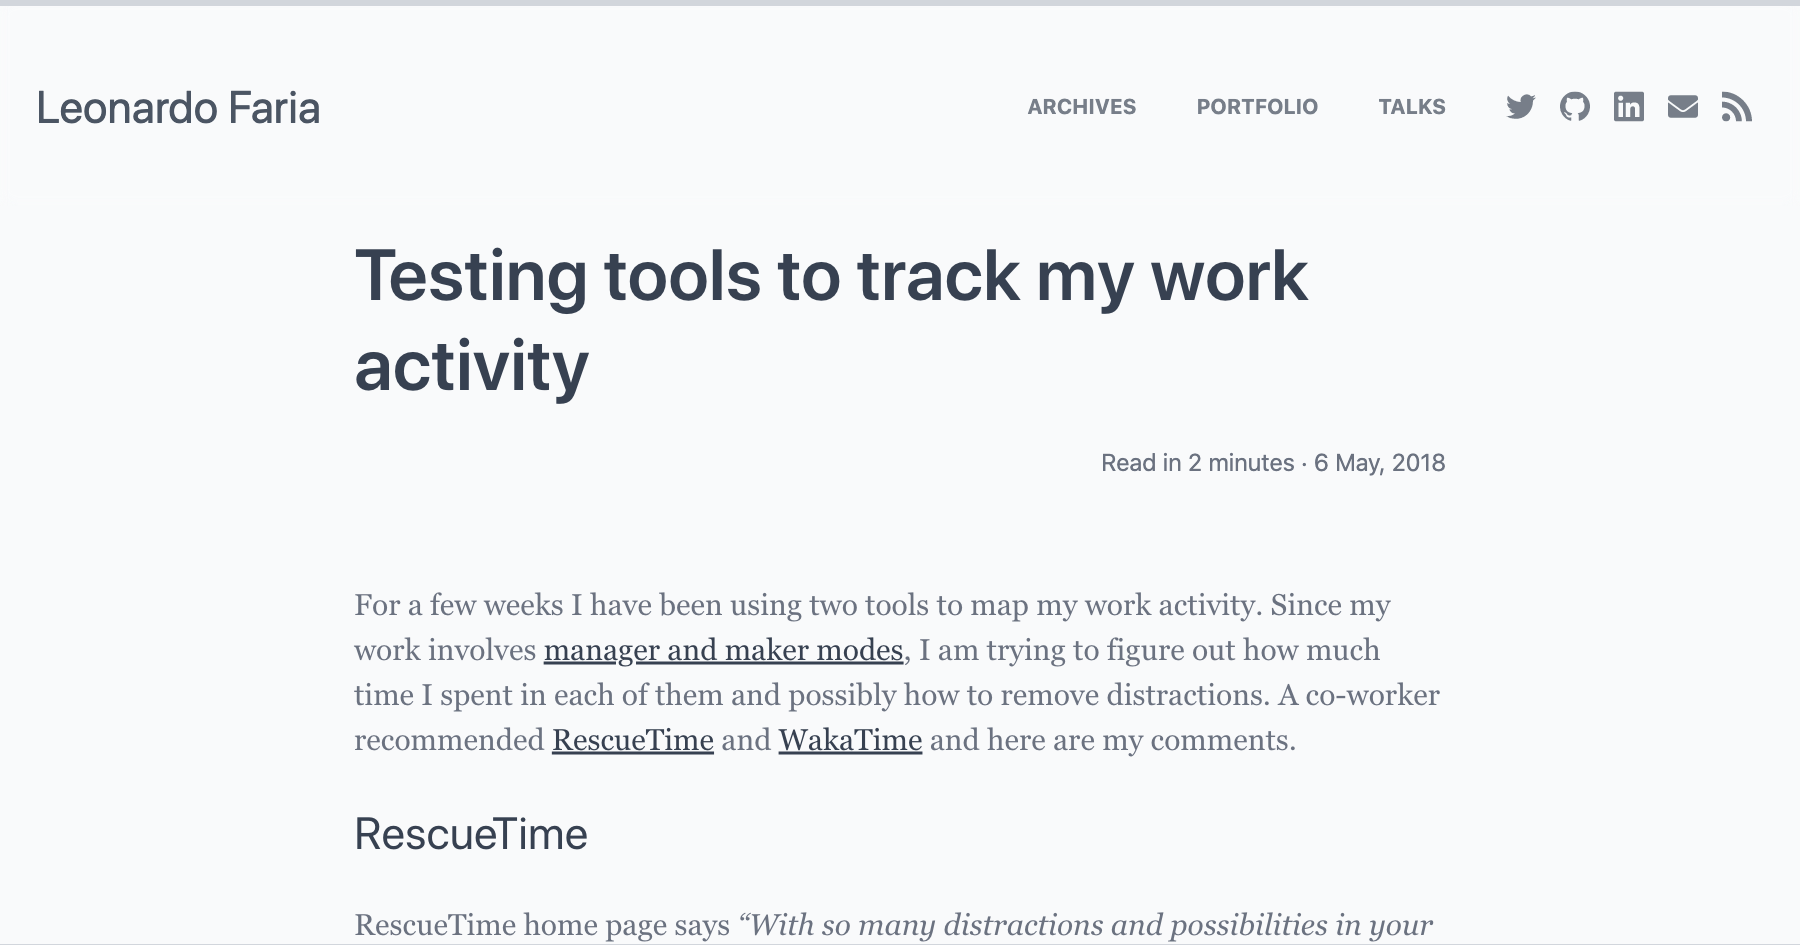 Leonardo Faria
ARCHIVES PORTFOLIO TALKS
Testing tools to track my work
activity
Read in 2 minutes · 6 May, 2018
For a few weeks I have been using two tools to map my work activity. Since my
work involves manager and maker modes, I am trying to figure out how much
time I spent in each of them and possibly how to remove distractions. A co-worker
recommended RescueTime and WakaTime and here are my comments.
RescueTime
RescueTime home page says “With so many distractions and possibilities in your